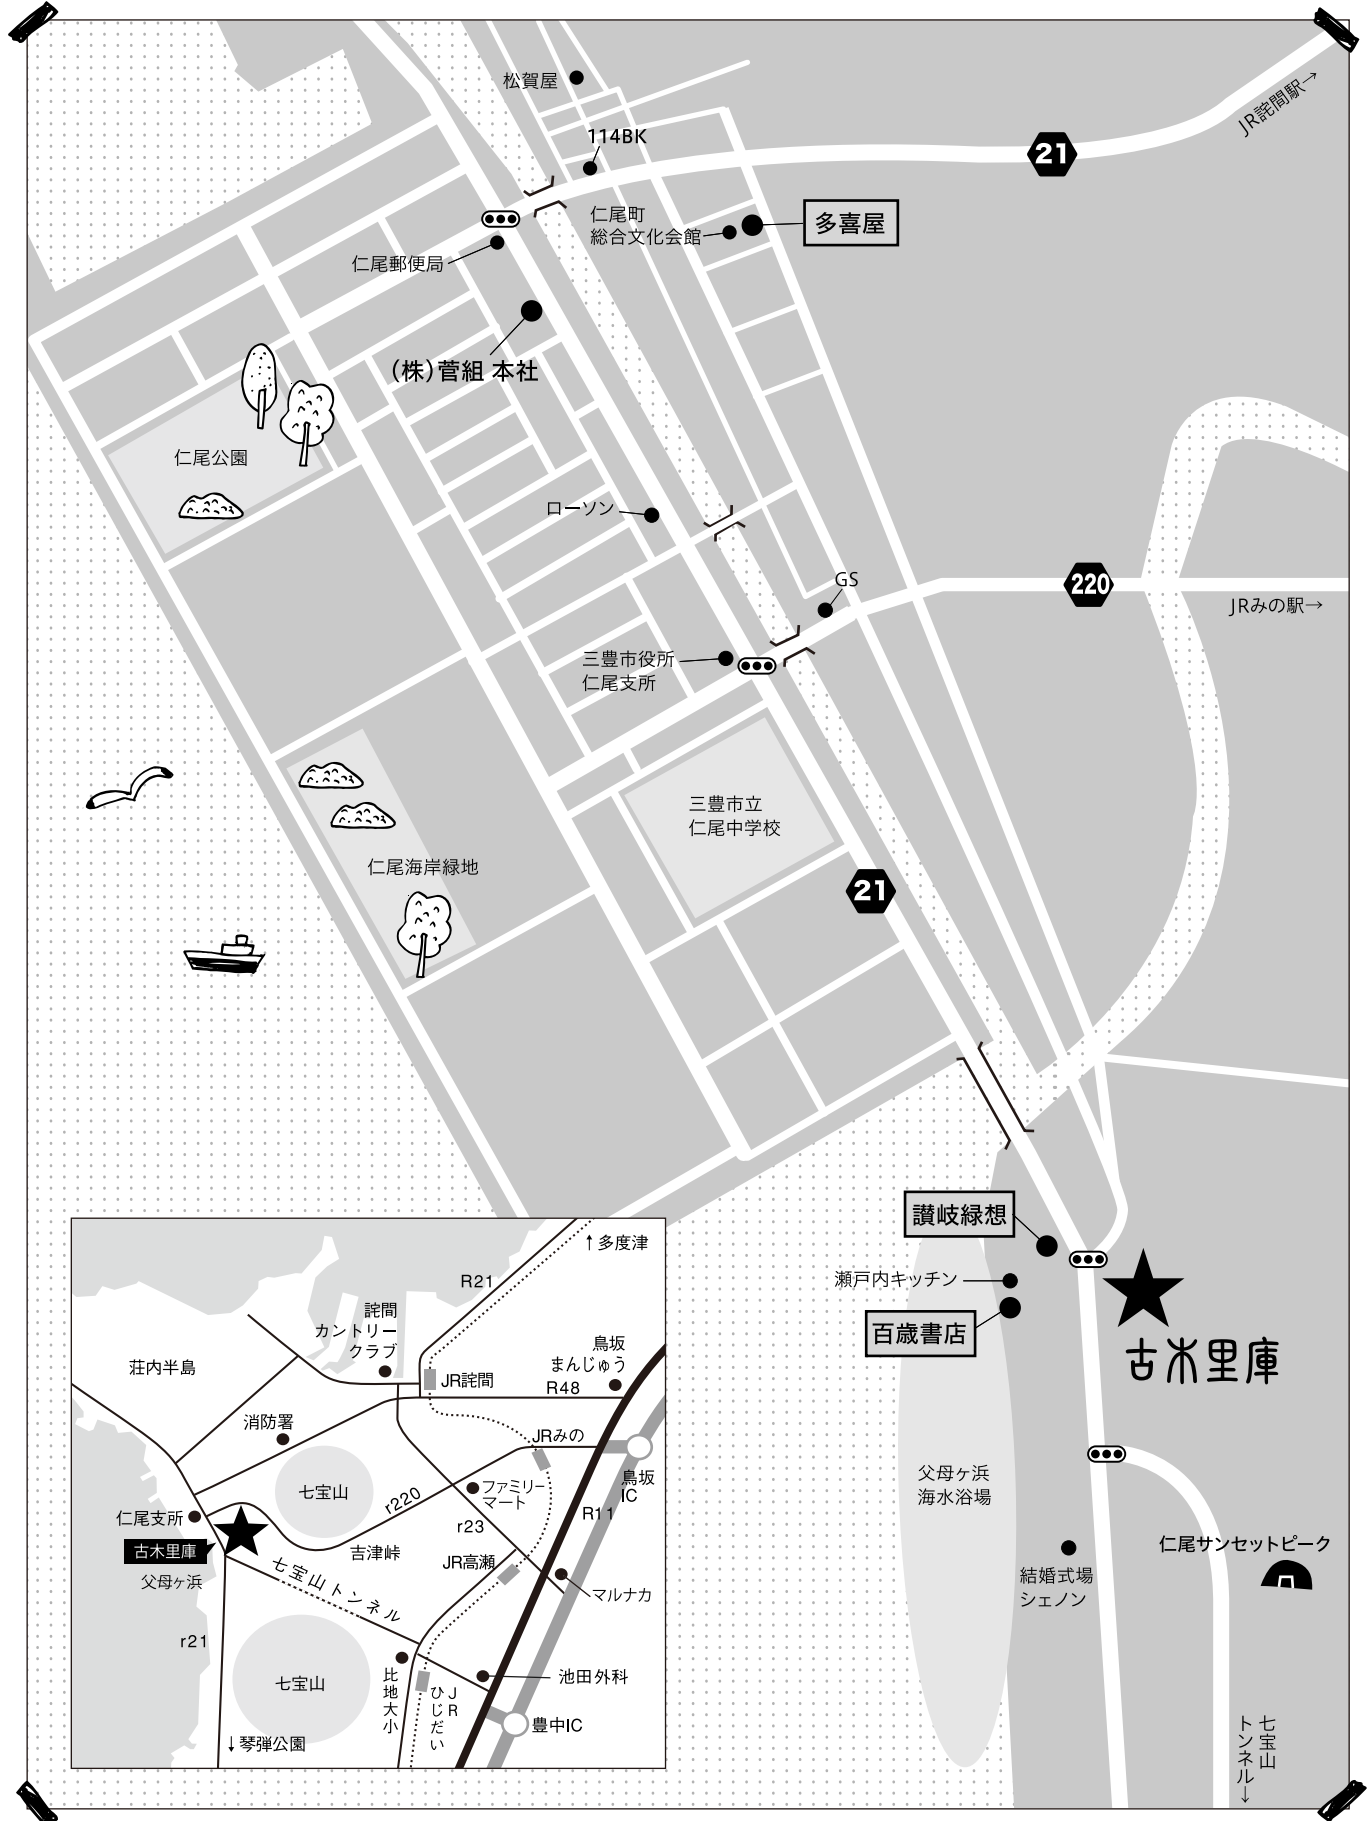 松賀屋
114BK
JR詫間駅→
21
仁尾町
総合文化会館
多喜屋
仁尾郵便局
(株)菅組 本社
仁尾公園
ローソン
GS
220
JRみの駅→
三豊市役所
仁尾支所
三豊市立
仁尾中学校
仁尾海岸緑地
21
讃岐緑想
瀬戸内キッチン
百歳書店
古木里庫
父母ヶ浜
海水浴場
仁尾サンセットピーク
結婚式場
シェノン
七宝山
トンネル→
↑多度津
R21
詫間
カントリー
クラブ
鳥坂
まんじゅう
荘内半島
JR詫間
R48
消防署
JRみの
七宝山
ファミリー
マート
鳥坂
IC
r220
R11
仁尾支所
r23
古木里庫
吉津峠
JR高瀬
父母ヶ浜
七宝山トンネル
マルナカ
r21
七宝山
比地大小
JR
ひじだい
池田外科
豊中IC
↓琴弾公園